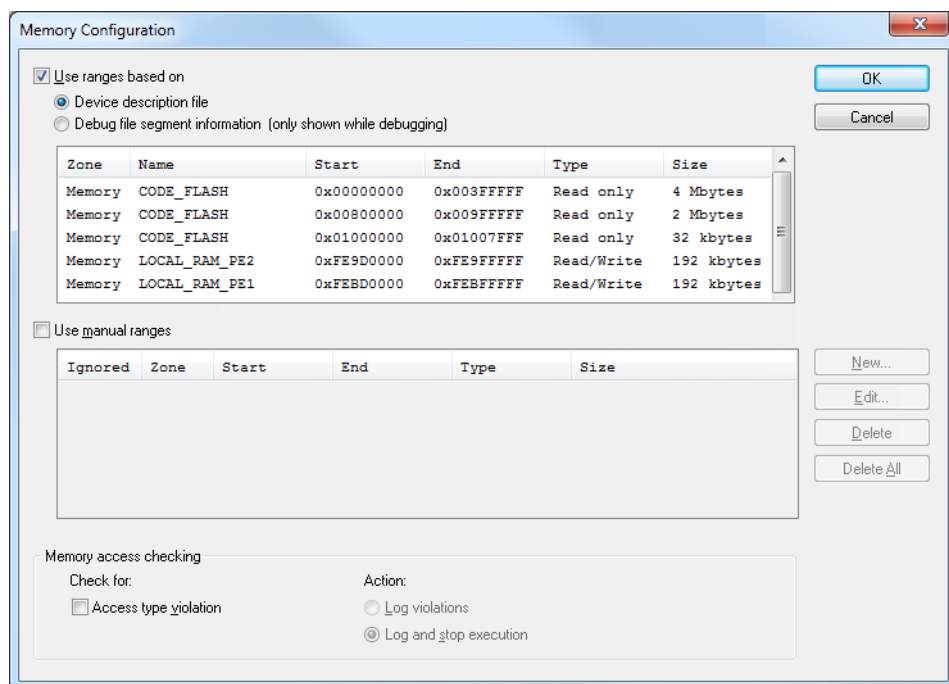 Memory Configuration
Use ranges based on
OK
Device description file
Debug file segment information (only shown while debugging)
Cancel
Zone Name Start End Type Size
Memory CODE_FLASH 0x00000000 0x003FFFFF Read only 4 Mbytes
Memory CODE_FLASH 0x00800000 0x009FFFFF Read only 2 Mbytes
Memory CODE_FLASH 0x01000000 0x01007FFF Read only 32 kbytes
Memory LOCAL_RAM_PE2 0xFE9D0000 0xFE9FFFFF Read/Write 192 kbytes
Memory LOCAL_RAM_PE1 0xFEBD0000 0xFEBFFFFF Read/Write 192 kbytes
Use manual ranges
Ignored Zone Start End Type Size
New...
Edit...
Delete
Delete All
Memory access checking
Check for: Action:
Access type violation Log violations
Log and stop execution